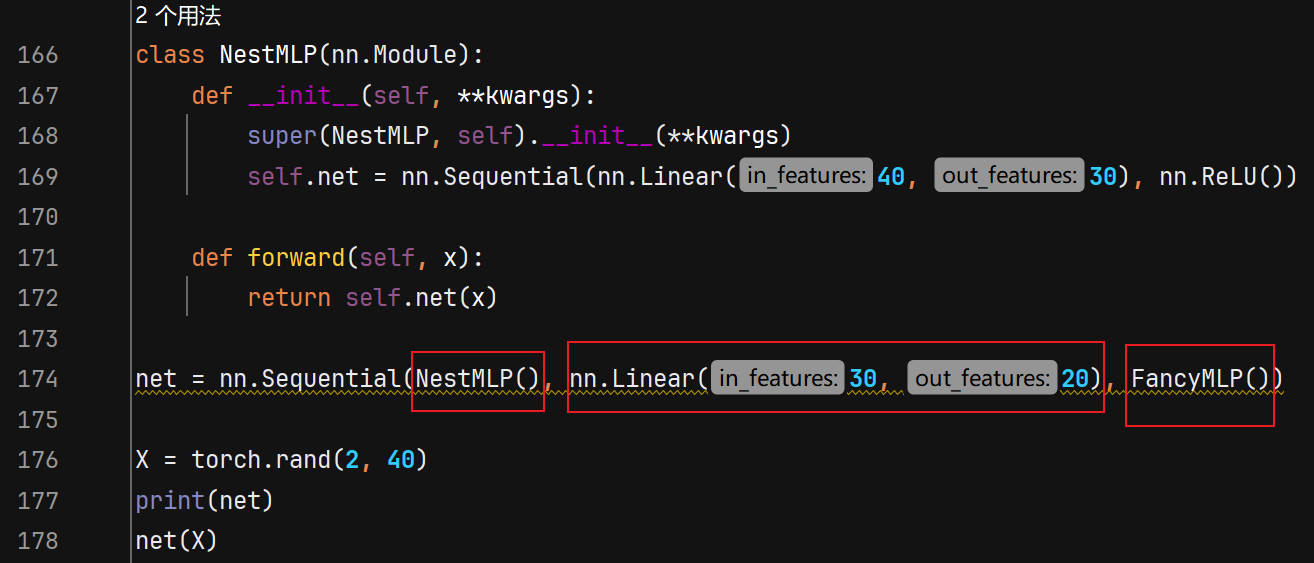 2 个用法
166 class NestMLP(nn.Module):
167 def __init__(self, **kwargs):
168 super(NestMLP, self).__init__(**kwargs)
169 self.net = nn.Sequential(nn.Linear(in_features: 40, out_features: 30), nn.ReLU())
170
171 def forward(self, x):
172 return self.net(x)
173
174 net = nn.Sequential(NestMLP(), nn.Linear(in_features: 30, out_features: 20), FancyMLP())
175
176 X = torch.rand(2, 40)
177 print(net)
178 net(X)